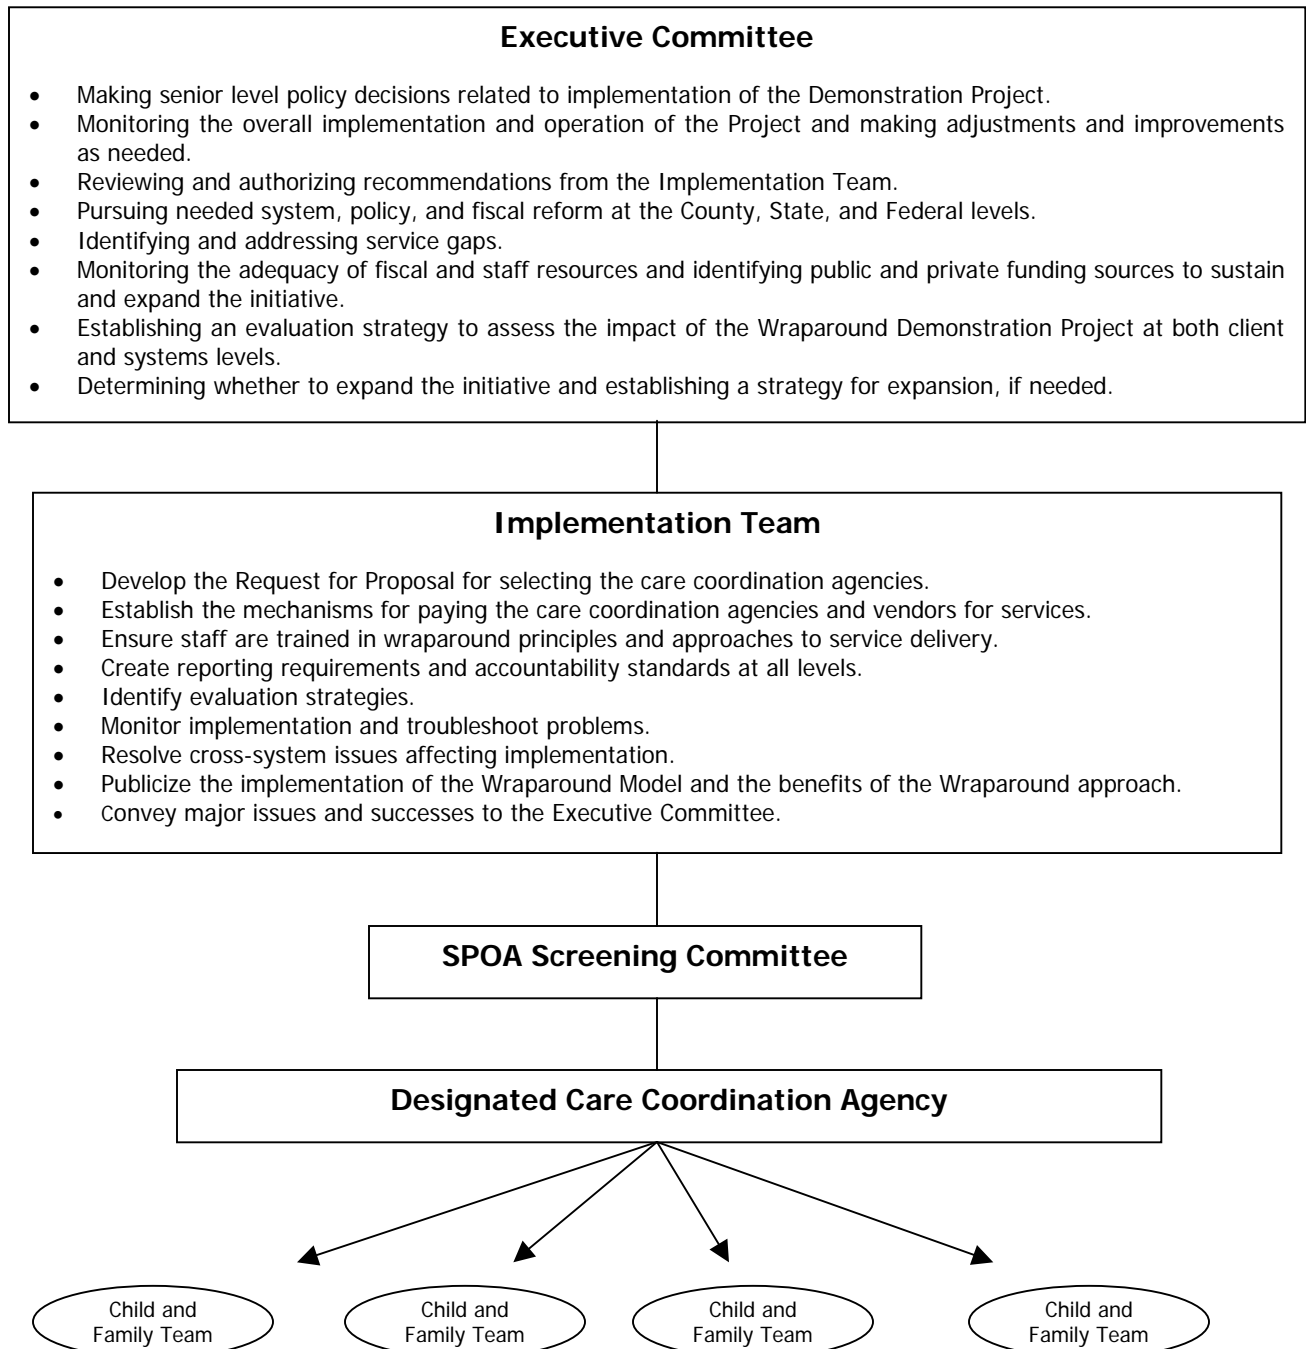 Executive Committee
• Making senior level policy decisions related to implementation of the Demonstration Project.
• Monitoring the overall implementation and operation of the Project and making adjustments and improvements
as needed.
• Reviewing and authorizing recommendations from the Implementation Team.
• Pursuing needed system, policy, and fiscal reform at the County, State, and Federal levels.
• Identifying and addressing service gaps.
• Monitoring the adequacy of fiscal and staff resources and identifying public and private funding sources to sustain
and expand the initiative.
• Establishing an evaluation strategy to assess the impact of the Wraparound Demonstration Project at both client
and systems levels.
• Determining whether to expand the initiative and establishing a strategy for expansion, if needed.
Implementation Team
• Develop the Request for Proposal for selecting the care coordination agencies.
• Establish the mechanisms for paying the care coordination agencies and vendors for services.
• Ensure staff are trained in wraparound principles and approaches to service delivery.
• Create reporting requirements and accountability standards at all levels.
• Identify evaluation strategies.
• Monitor implementation and troubleshoot problems.
• Resolve cross-system issues affecting implementation.
• Publicize the implementation of the Wraparound Model and the benefits of the Wraparound approach.
• Convey major issues and successes to the Executive Committee.
SPOA Screening Committee
Designated Care Coordination Agency
Child and
Family Team
Child and
Family Team
Child and
Family Team
Child and
Family Team